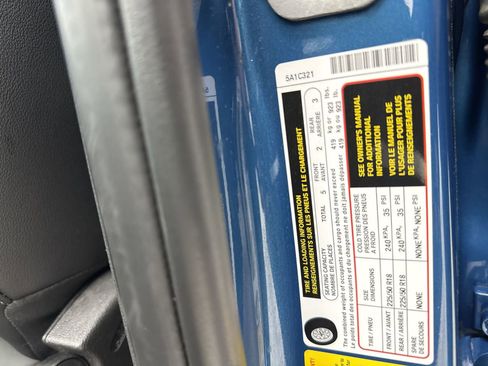 5A1C321
TIRE AND LOADING INFORMATION
RENSEIGNEMENTS SUR LES PNEUS ET LE CHARGEMENT
SEATING CAPACITY TOTAL 5 FRONT 2 REAR 3
NOMBRE DE PLACES AVANT ARRIÈRE
The combined weight of occupants and cargo should never exceed 419 kg or 923 lbs.
Le poids total des occupants et du chargement ne doit jamais dépasser 419 kg ou 923 lb.
TIRE / PNEU
SIZE
DIMENSIONS
COLD TIRE PRESSURE
PRESSION DES PNEUS
A FROID
FRONT / AVANT 225/50 R18 240 KPA, 35 PSI
REAR / ARRIÈRE 225/50 R18 240 KPA, 35 PSI
SPARE
DE SECOURS
NONE NONE KPA, NONE PSI
SEE OWNER'S MANUAL
FOR ADDITIONAL
INFORMATION
VOIR LE MANUEL DE
L'USAGER POUR PLUS
DE RENSEIGNEMENTS